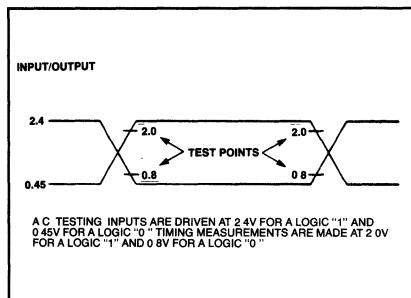 INPUT/OUTPUT
2.4
2.0
2.0
TEST POINTS
0.8
0 8
0.45
A C TESTING INPUTS ARE DRIVEN AT 2 4V FOR A LOGIC "1" AND
0 45V FOR A LOGIC "0 " TIMING MEASUREMENTS ARE MADE AT 2 0V
FOR A LOGIC "1" AND 0 8V FOR A LOGIC "0 "